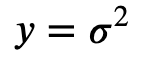 y = σ²